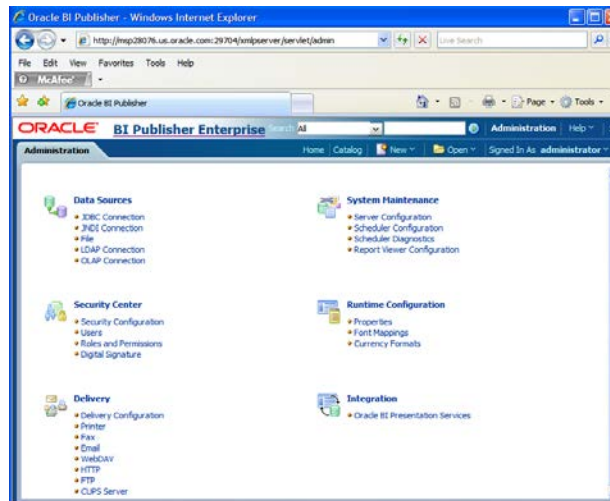 Oracle BI Publisher - Windows Internet Explorer
http://msp28076.us.oracle.com:29704/xmlpserver/servlet/admin
Live Search
File Edit View Favorites Tools Help
McAfee
Oracle BI Publisher
Page Tools
ORACLE BI Publisher Enterprise Search All Administration Help
Administration Home Catalog New Open Signed In As administrator
Data Sources
JDBC Connection
JNDI Connection
File
LDAP Connection
OLAP Connection
System Maintenance
Server Configuration
Scheduler Configuration
Scheduler Diagnostics
Report Viewer Configuration
Security Center
Security Configuration
Users
Roles and Permissions
Digital Signature
Runtime Configuration
Properties
Font Mappings
Currency Formats
Delivery
Delivery Configuration
Printer
Fax
Email
WebDAV
HTTP
FTP
CUPS Server
Integration
Oracle BI Presentation Services